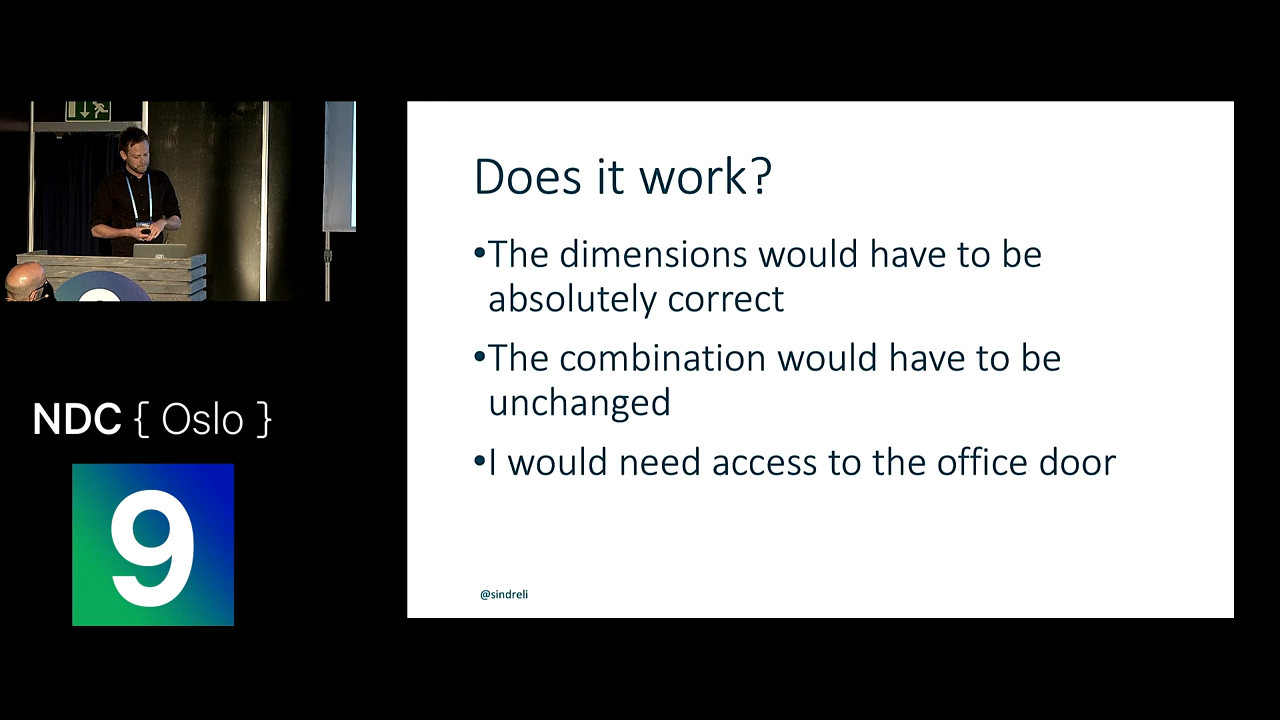 Does it work?
•The dimensions would have to be
absolutely correct
•The combination would have to be
unchanged
•I would need access to the office door
@sindreli
NDC { Oslo }
9